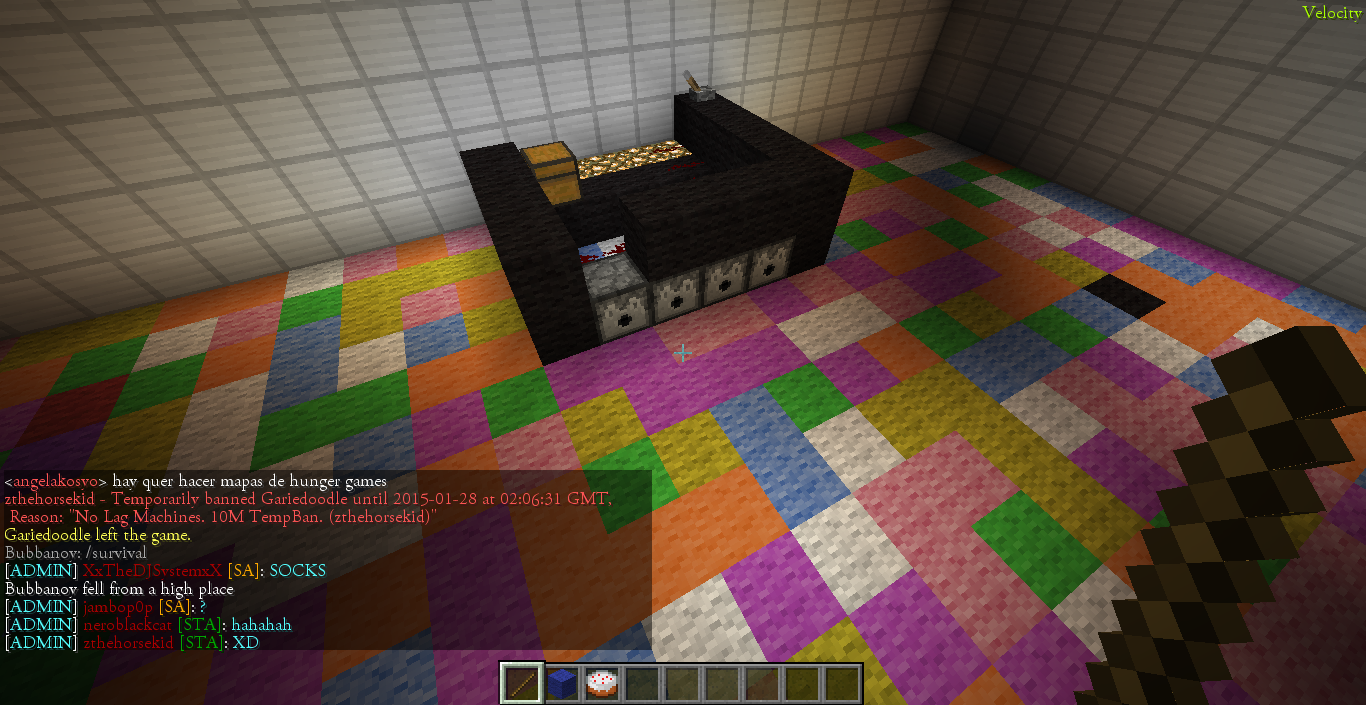 Velocity
<angelakosvo> hay quer hacer mapas de hunger games
zthehorsekid - Temporarily banned Gariedoodle until 2015-01-28 at 02:06:31 GMT,
Reason: "No Lag Machines. 10M TempBan. (zthehorsekid)"
Gariedoodle left the game.
Bubbanov: /survival
[ADMIN] XxTheDJSystemxX [SA]: SOCKS
Bubbanov fell from a high place
[ADMIN] jambop0p [SA]: ?
[ADMIN] neroblackcat [STA]: hahahah
[ADMIN] zthehorsekid [STA]: XD